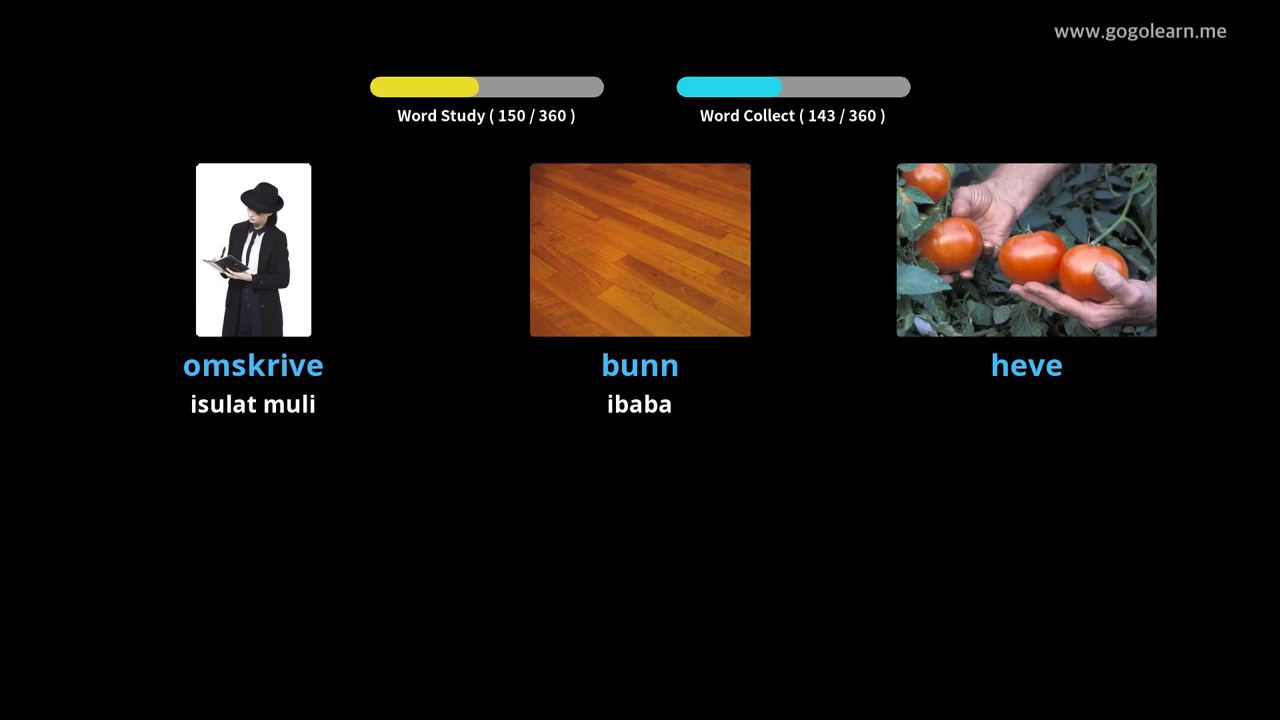 www.gogolearn.me
Word Study ( 150 / 360 )
Word Collect ( 143 / 360 )
omskrive
bunn
heve
isulat muli
ibaba